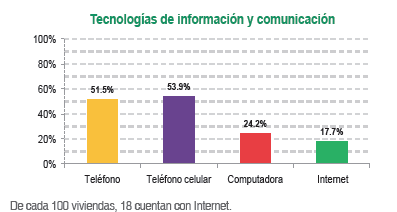 Tecnologías de información y comunicación
100%
80%
60%
40%
20%
0%
51.5%
53.9%
24.2%
17.7%
Teléfono
Teléfono celular
Computadora
Internet
De cada 100 viviendas, 18 cuentan con Internet.